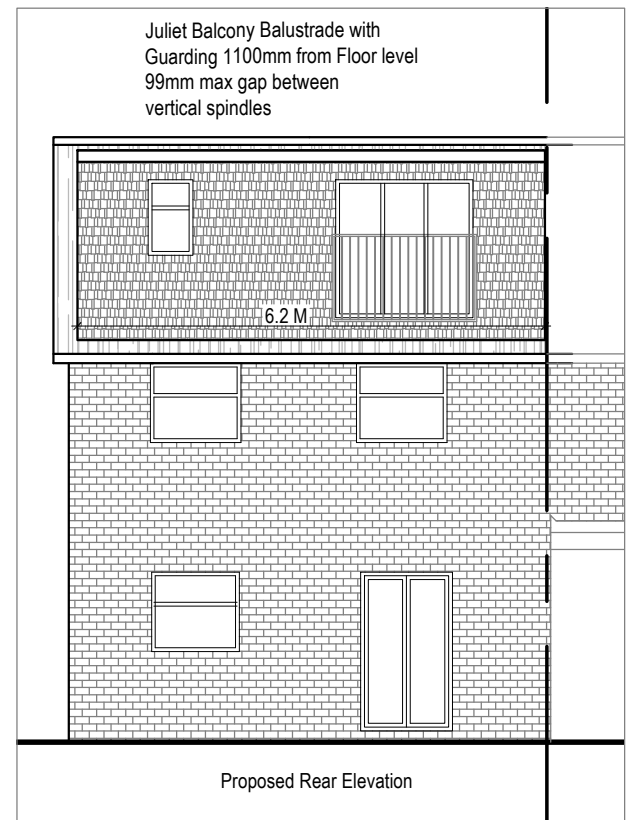 Juliet Balcony Balustrade with
Guarding 1100mm from Floor level
99mm max gap between
vertical spindles
6.2 M
Proposed Rear Elevation